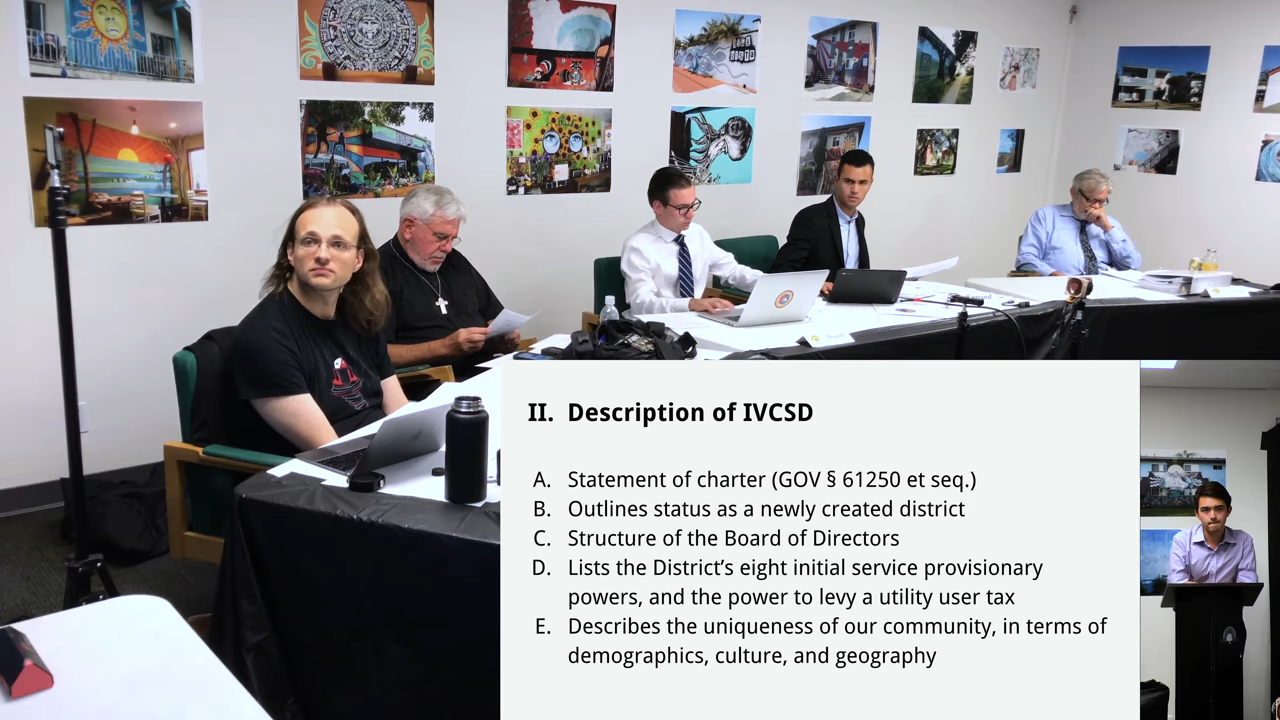 II. Description of IVCSD
A. Statement of charter (GOV § 61250 et seq.)
B. Outlines status as a newly created district
C. Structure of the Board of Directors
D. Lists the District’s eight initial service provisionary
powers, and the power to levy a utility user tax
E. Describes the uniqueness of our community, in terms of
demographics, culture, and geography